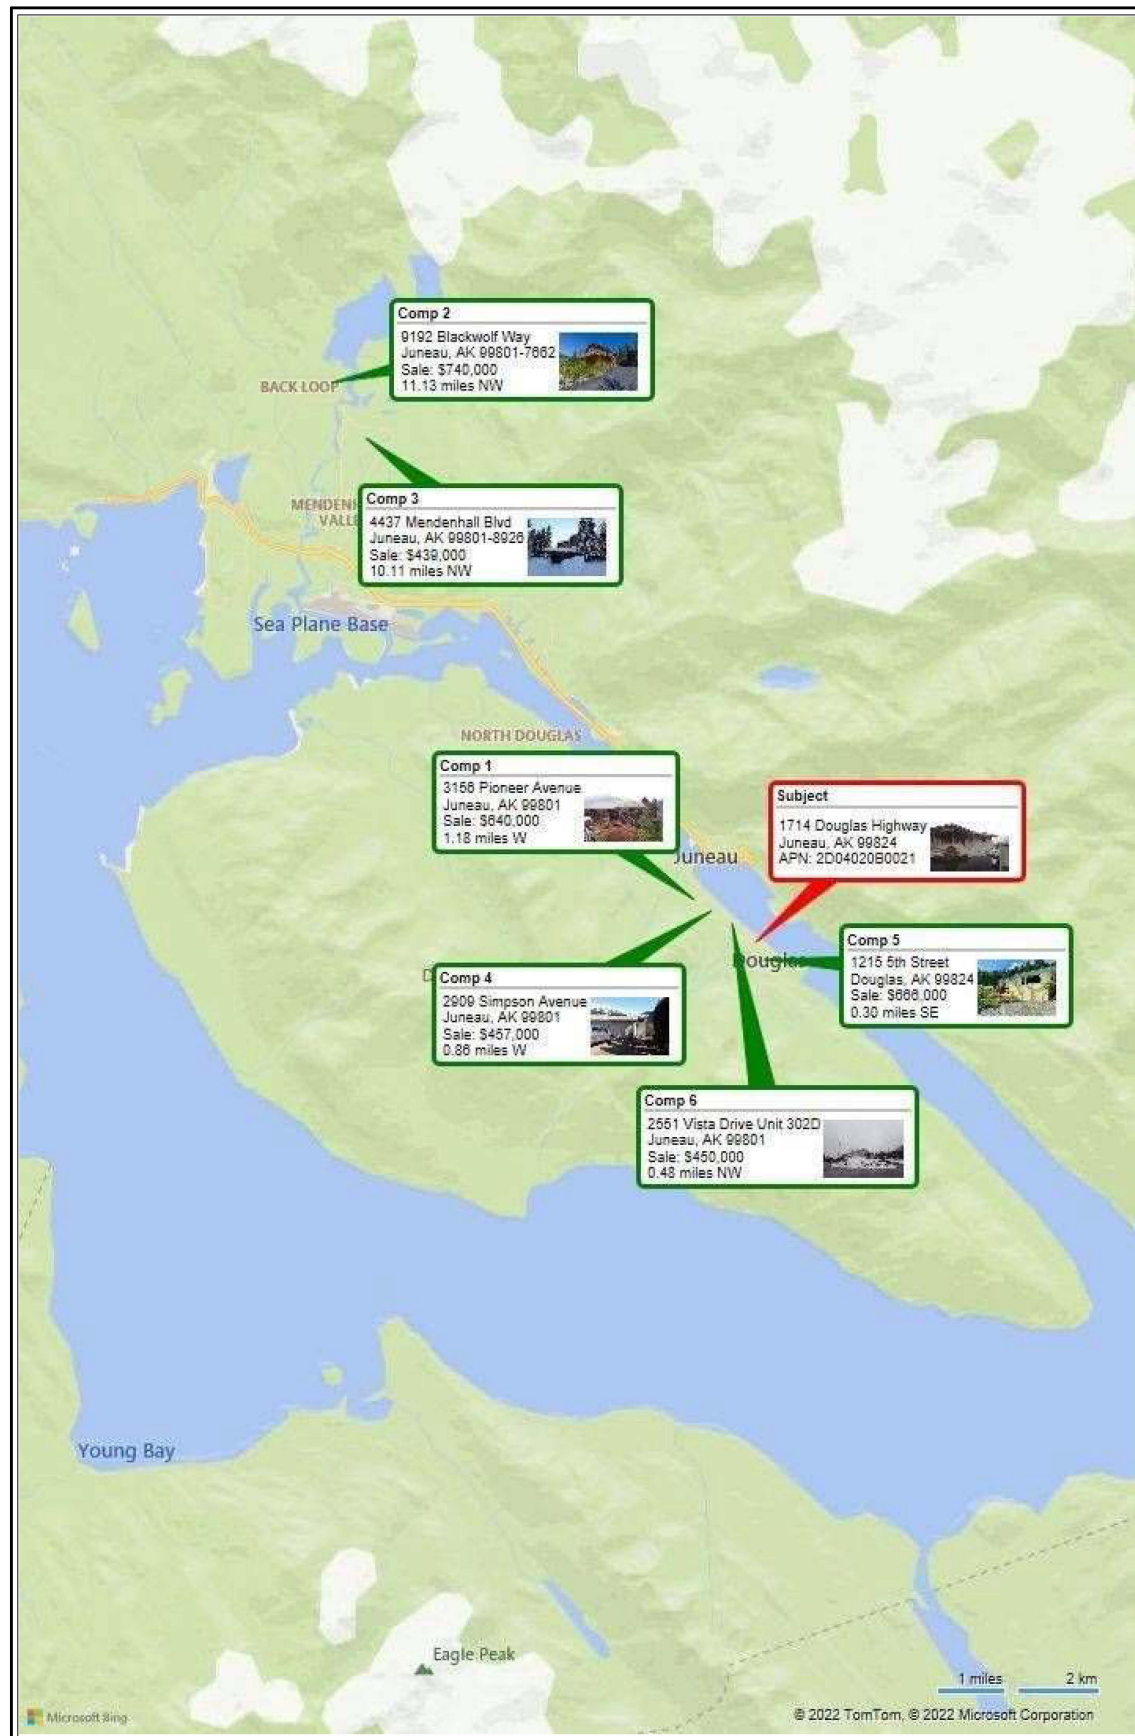 Comp 2
9192 Blackwolf Way
Juneau, AK 99801-7662
Sale: $740,000
11.13 miles NW
BACK LOOP
Comp 3
4437 Mendenhall Blvd
Juneau, AK 99801-8926
Sale: $439,000
10.11 miles NW
Sea Plane Base
NORTH DOUGLAS
Comp 1
3156 Pioneer Avenue
Juneau, AK 99801
Sale: $640,000
1.18 miles W
Subject
1714 Douglas Highway
Juneau, AK 99824
APN: 2D04020B0021
Juneau
Comp 5
1215 5th Street
Douglas, AK 99824
Sale: $666,000
0.30 miles SE
Douglas
Comp 4
2909 Simpson Avenue
Juneau, AK 99801
Sale: $457,000
0.86 miles W
Comp 6
2551 Vista Drive Unit 302D
Juneau, AK 99801
Sale: $450,000
0.48 miles NW
Young Bay
Eagle Peak
1 miles 2 km
Microsoft Bing
© 2022 TomTom, © 2022 Microsoft Corporation